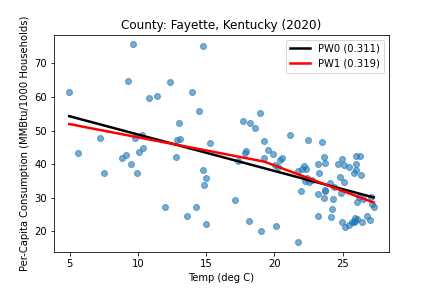 County: Fayette, Kentucky (2020)
Per-Capita Consumption (MMBtu/1000 Households)
70
60
50
40
30
20
PW0 (0.311)
PW1 (0.319)
5 10 15 20 25
Temp (deg C)